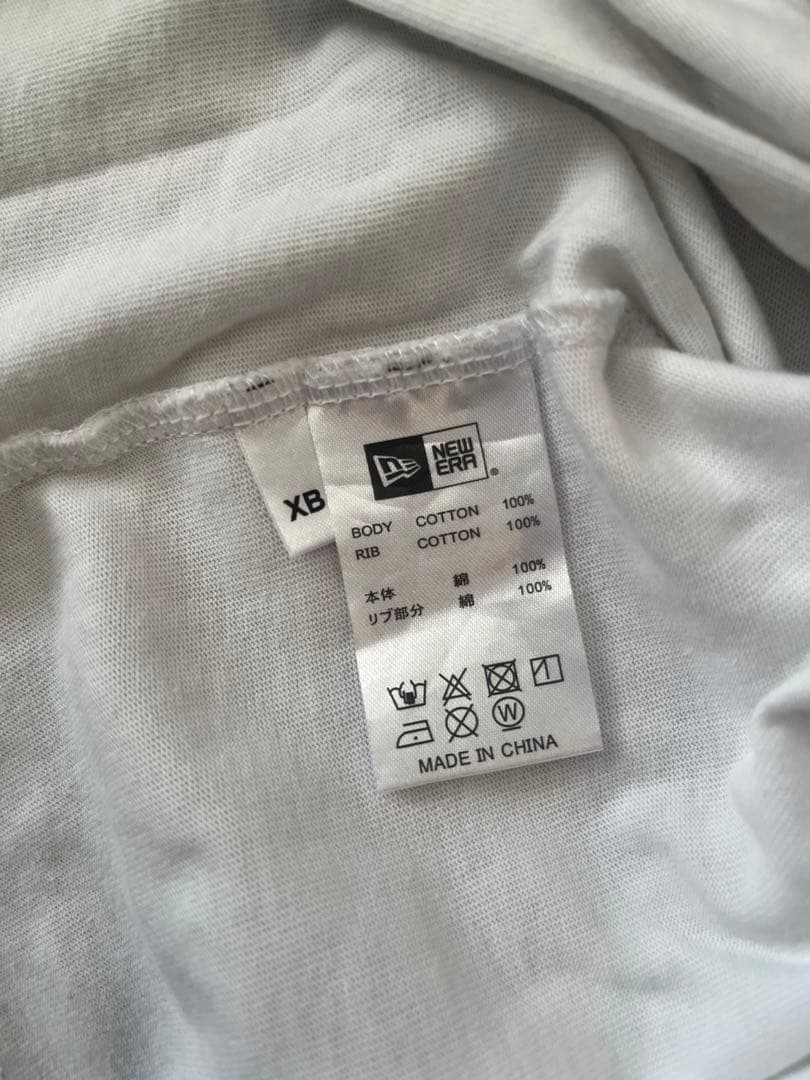 XB
NEW
ERA
®
BODY COTTON 100%
RIB COTTON 100%
本体 綿 100%
リブ部分 綿 100%
W
MADE IN CHINA